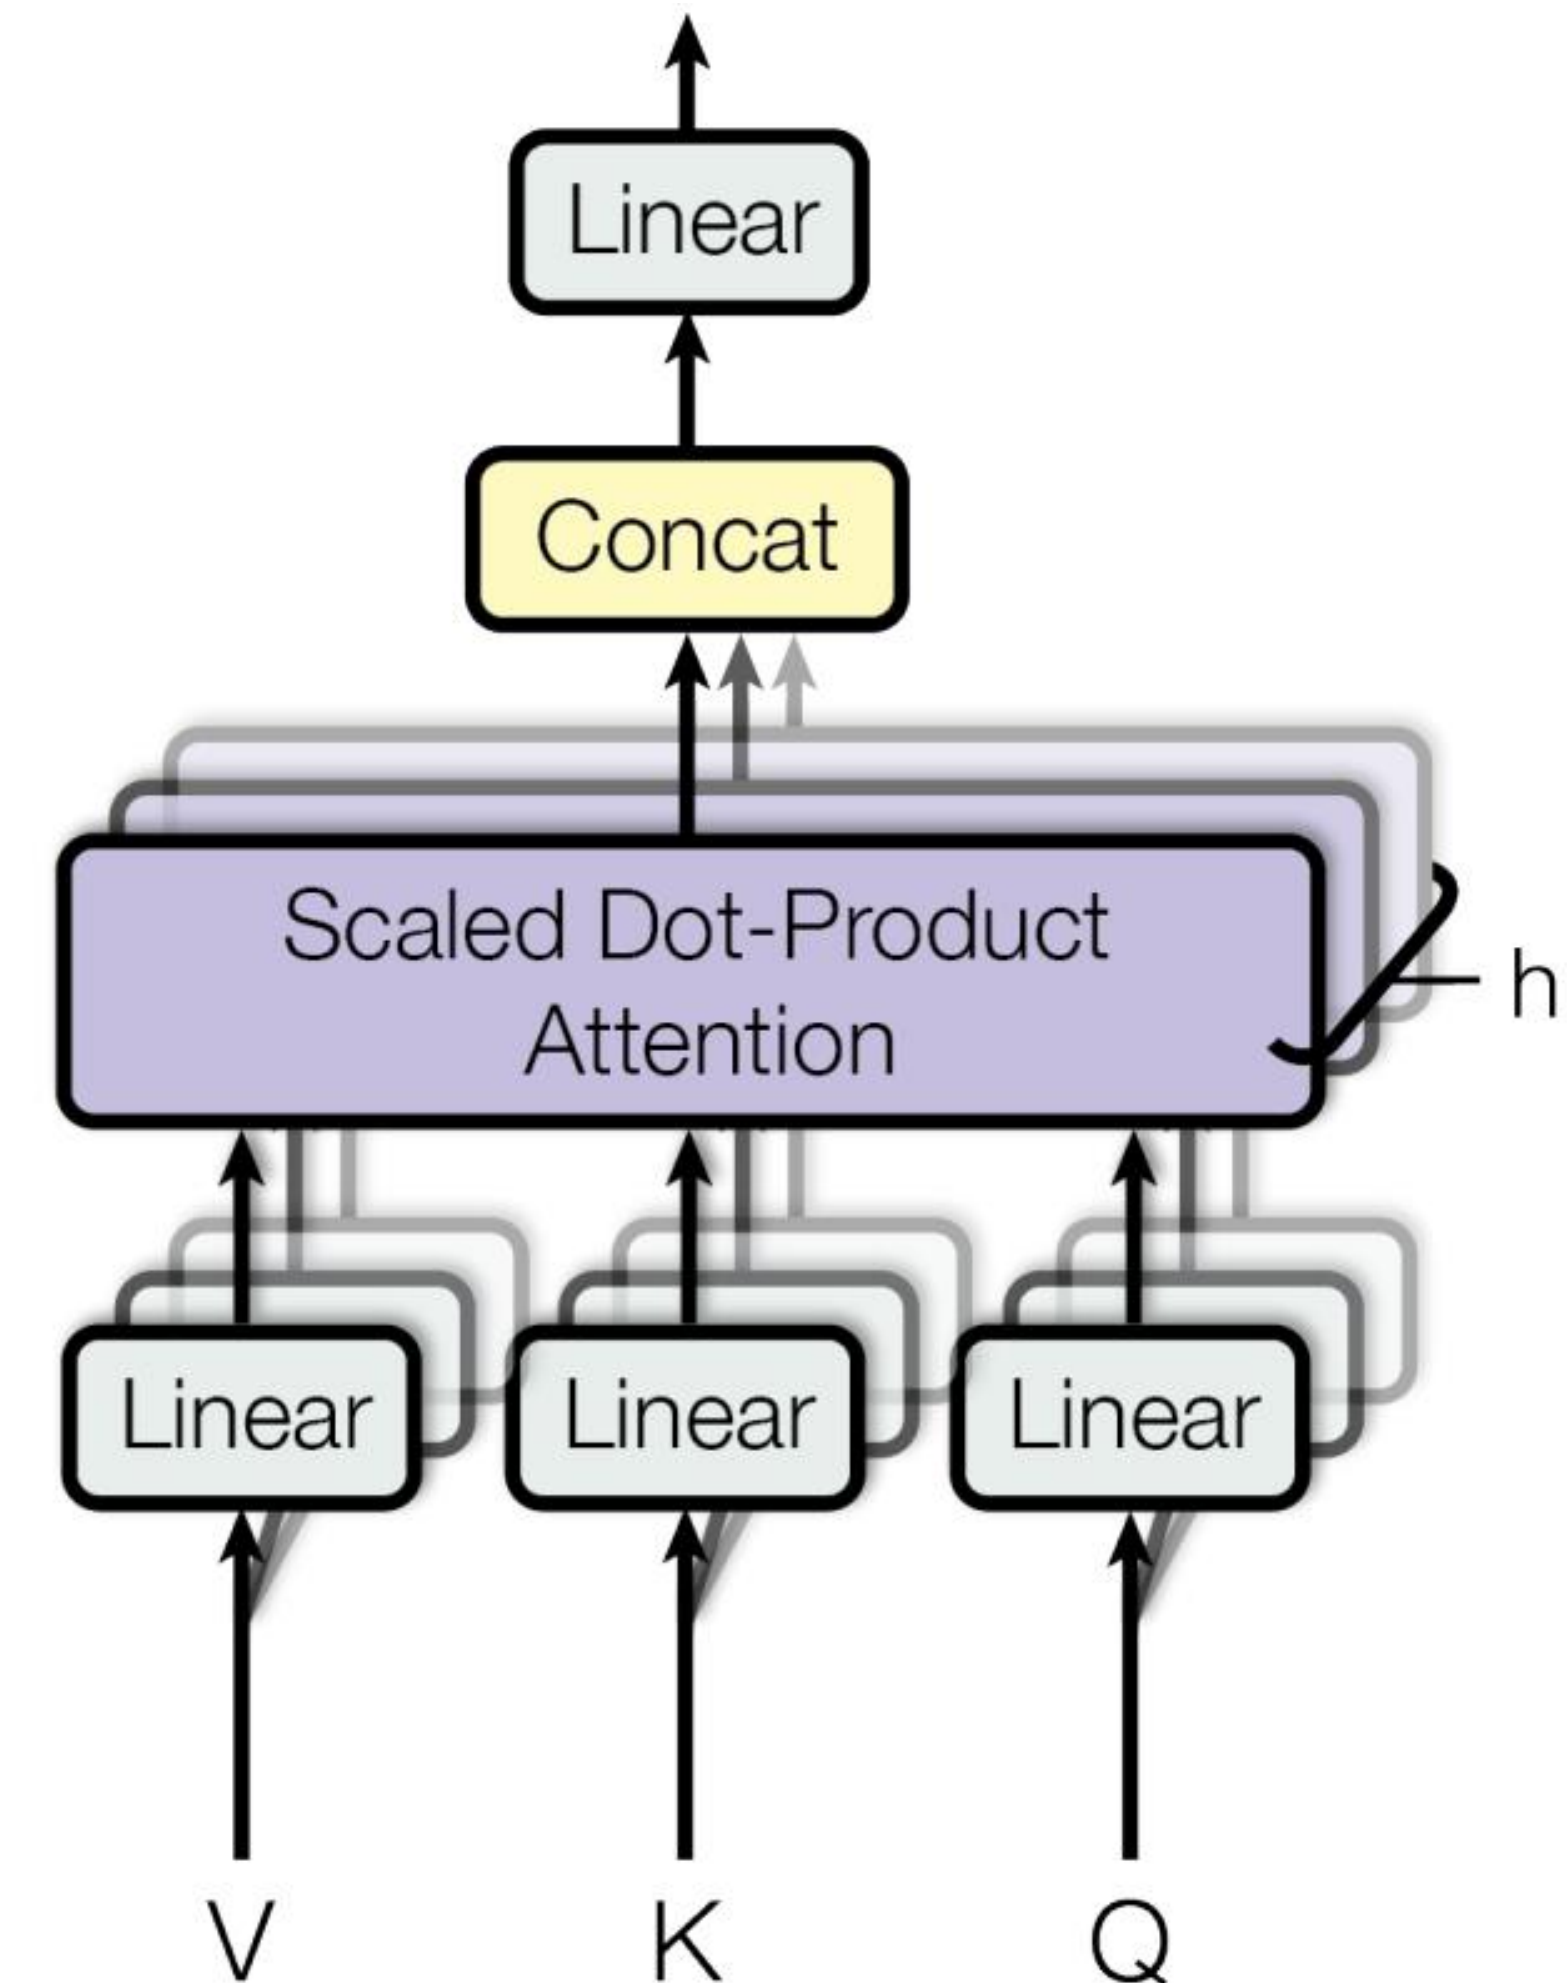 Linear
Concat
Scaled Dot-Product
Attention
h
Linear Linear Linear
V K Q